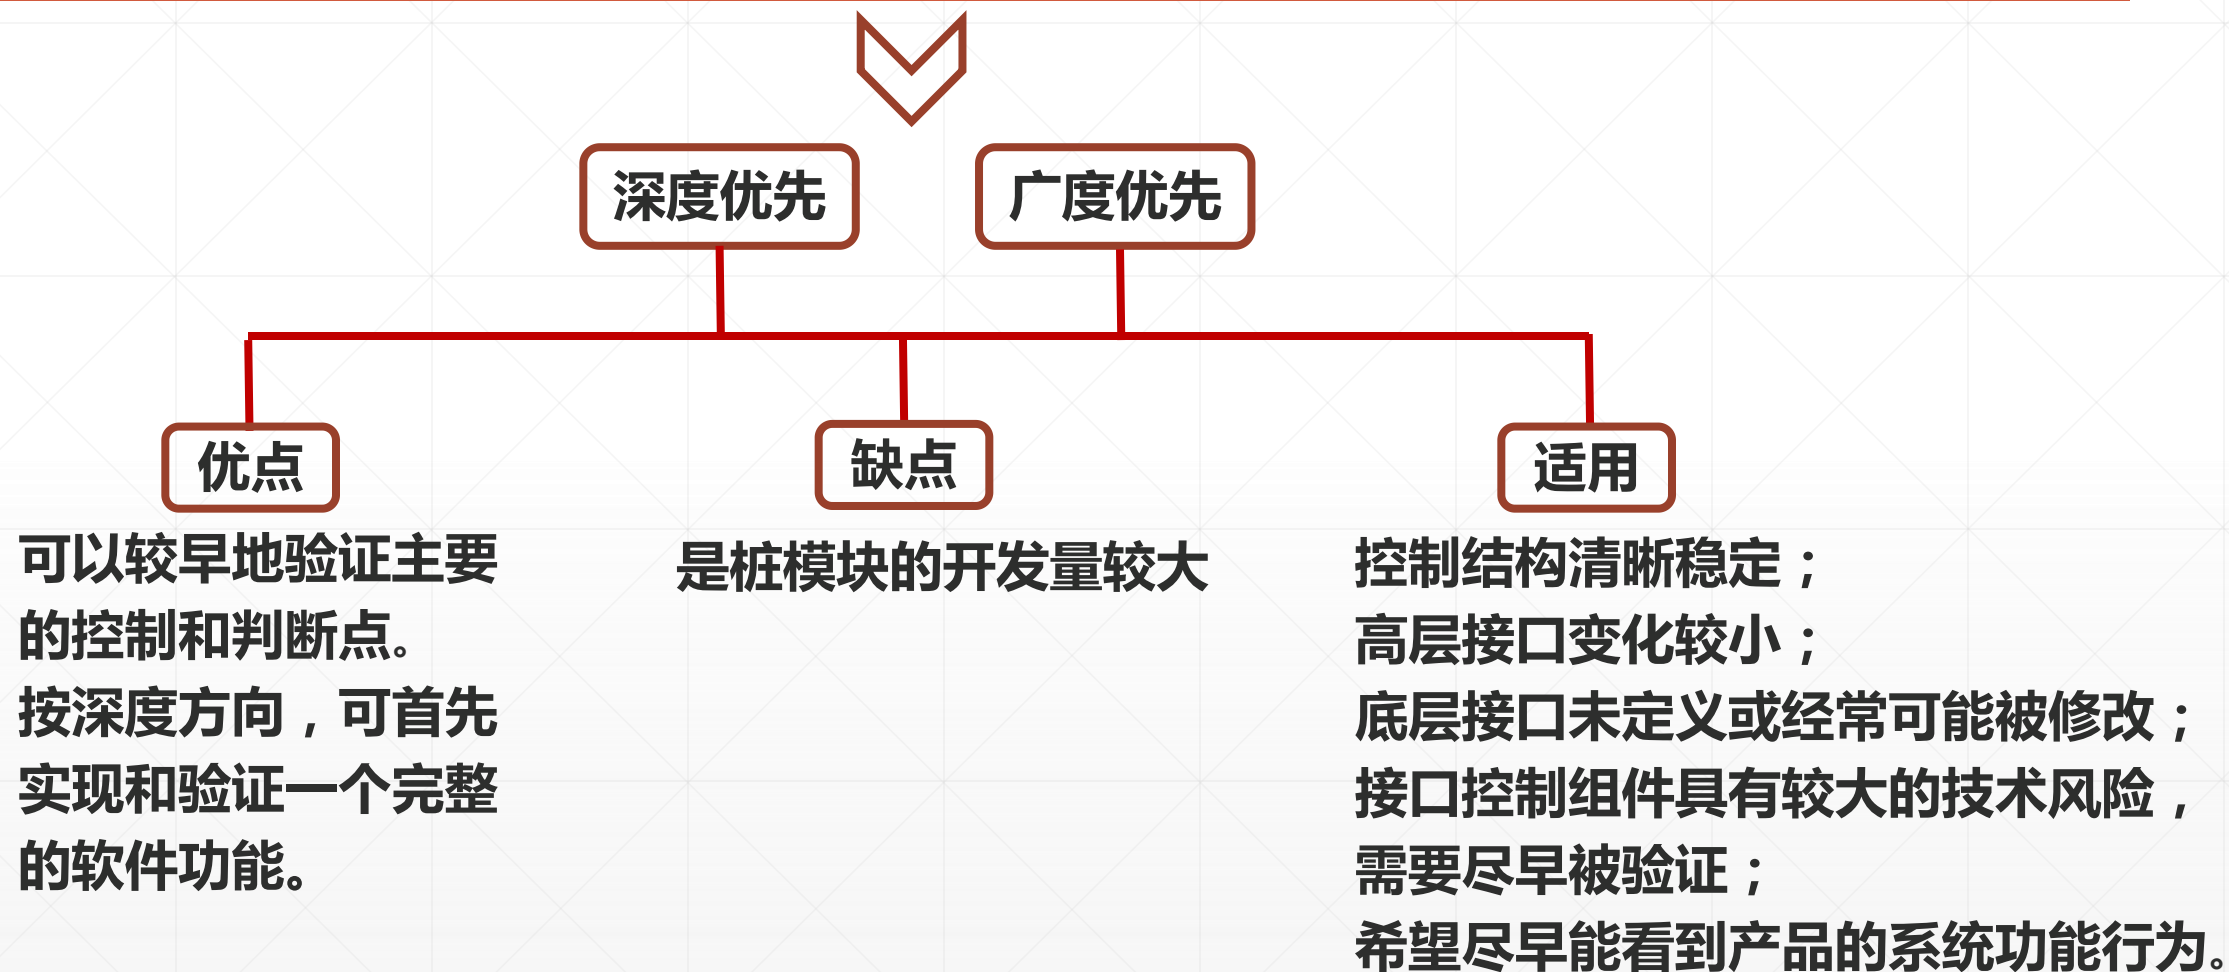 深度优先
广度优先
优点
可以较早地验证主要
的控制和判断点。
按深度方向，可首先
实现和验证一个完整
的软件功能。
缺点
是桩模块的开发量较大
适用
控制结构清晰稳定；
高层接口变化较小；
底层接口未定义或经常可能被修改；
接口控制组件具有较大的技术风险，
需要尽早被验证；
希望尽早能看到产品的系统功能行为。